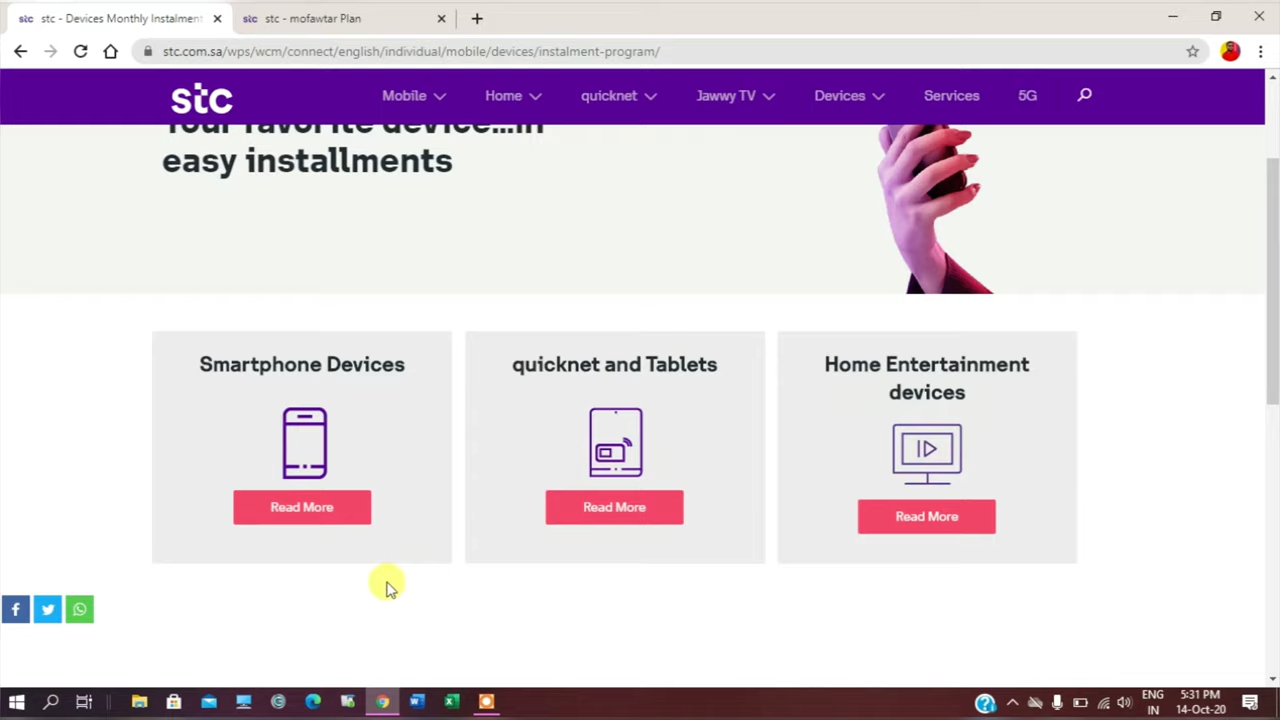 stc stc - Devices Monthly Instalment
stc stc - mofawtar Plan
stc.com.sa/wps/wcm/connect/english/individual/mobile/devices/instalment-program/
stc Mobile Home quicknet Jawwy TV Devices Services 5G
Your favorite device...in
easy installments
Smartphone Devices
Read More
quicknet and Tablets
Read More
Home Entertainment
devices
Read More
ENG
IN
5:31 PM
14-Oct-20